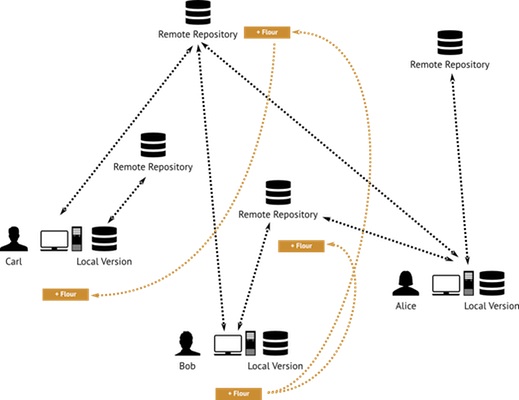 Remote Repository
+ Flour
Remote Repository
Remote Repository
Remote Repository
+ Flour
Carl
Local Version
+ Flour
Alice
Local Version
Bob
Local Version
+ Flour